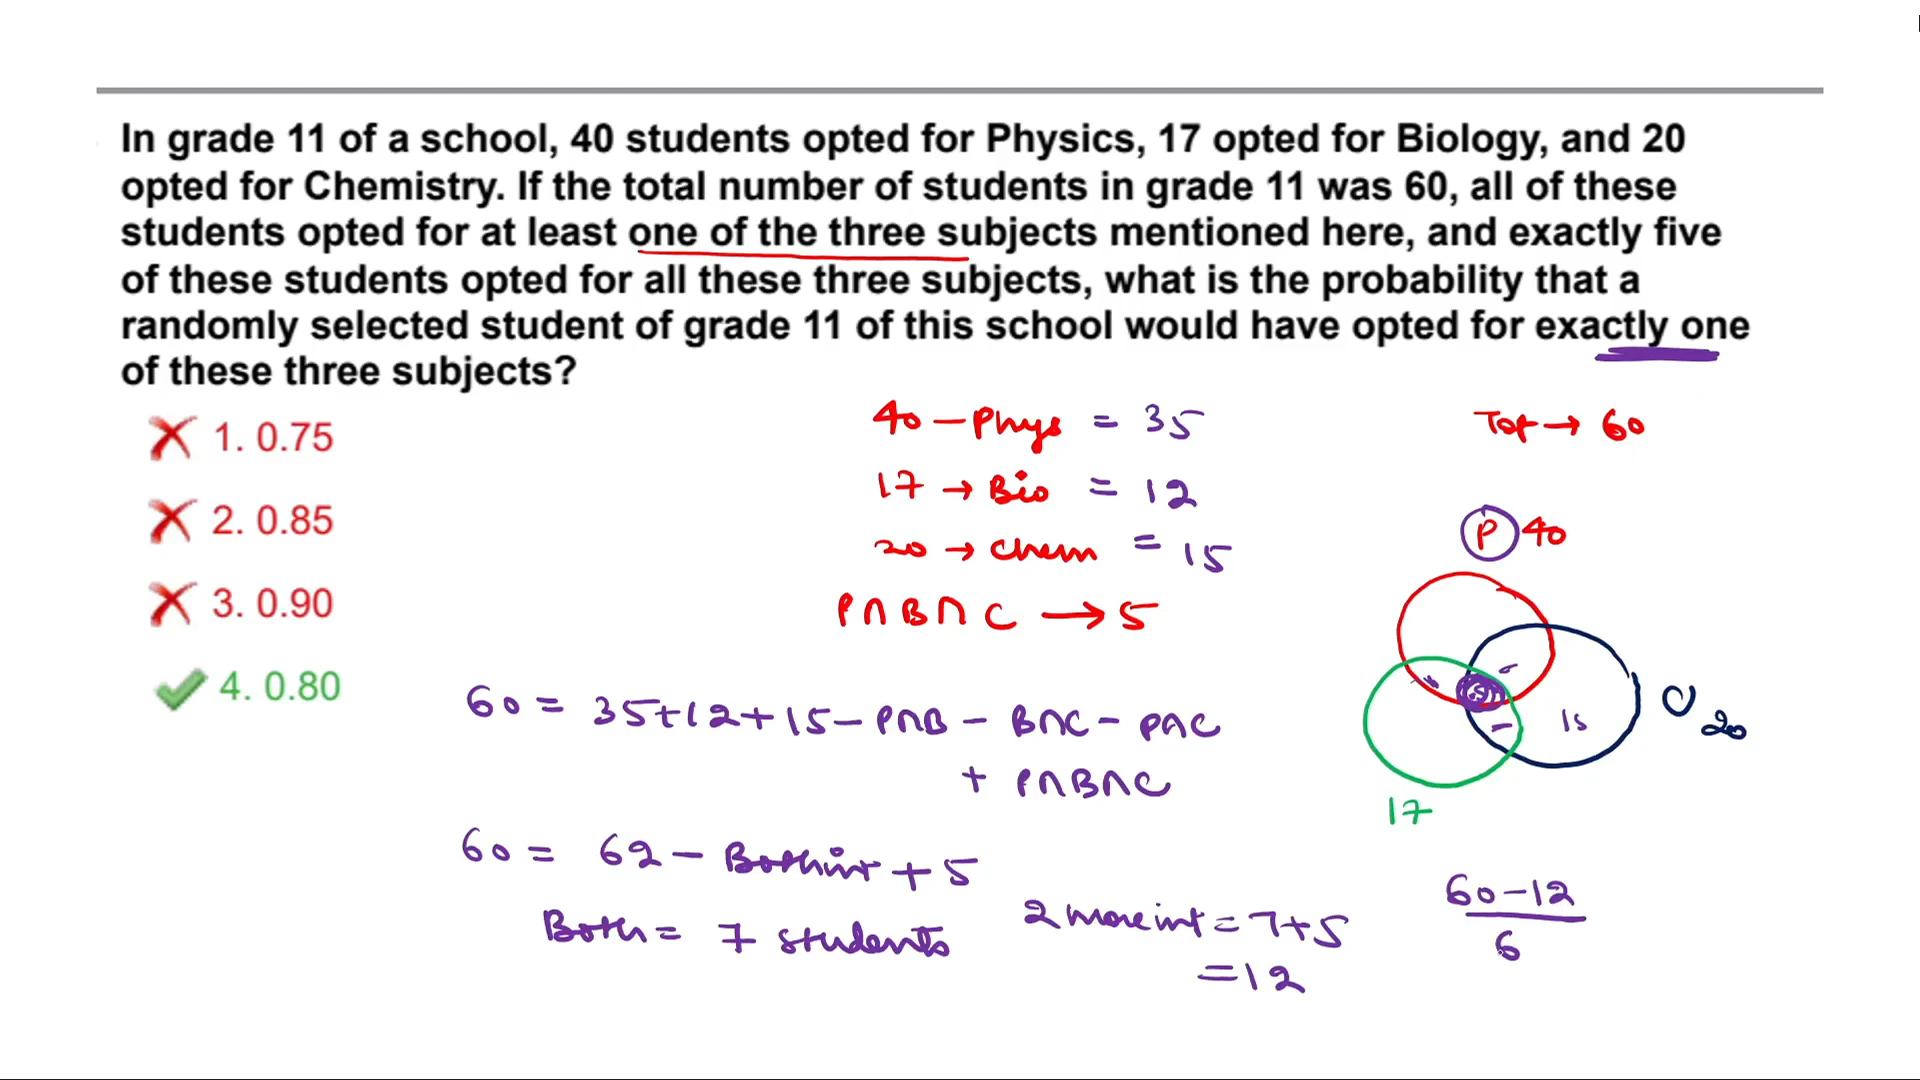 In grade 11 of a school, 40 students opted for Physics, 17 opted for Biology, and 20
opted for Chemistry. If the total number of students in grade 11 was 60, all of these
students opted for at least one of the three subjects mentioned here, and exactly five
of these students opted for all these three subjects, what is the probability that a
randomly selected student of grade 11 of this school would have opted for exactly one
of these three subjects?
1. 0.75
2. 0.85
3. 0.90
4. 0.80
40 — Phys = 35
17 → Bio = 12
20 → Chem = 15
P∩B∩C → 5
Tot → 60
P 40
5
15
C 20
17
60 = 35+12+15 - P∩B - B∩C - P∩C
+ P∩B∩C
60 = 62 - Both int + 5
Both = 7 students
2 more int = 7+5
= 12
60-12
6